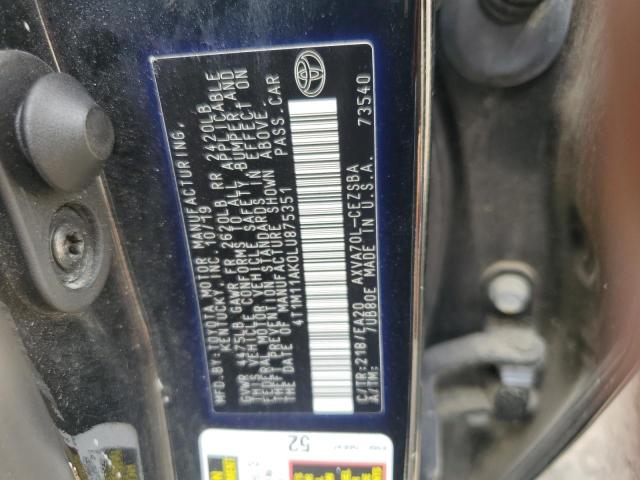 MFD.BY: TOYOTA MOTOR MANUFACTURING,
KENTUCKY, INC. 10/19
GVWR 4725LB GAWR FR 2620LB RR 2420LB
THIS VEHICLE CONFORMS TO ALL APPLICABLE
FEDERAL MOTOR VEHICLE SAFETY, BUMPER, AND
THEFT PREVENTION STANDARDS IN EFFECT ON
THE DATE OF MANUFACTURE SHOWN ABOVE.
4T1M11AK0LU875351 PASS. CAR
C/TR: 218/EA20 AXVA70L-CEZSBA
A/TM: 7UB80E MADE IN U.S.A. 73540
52